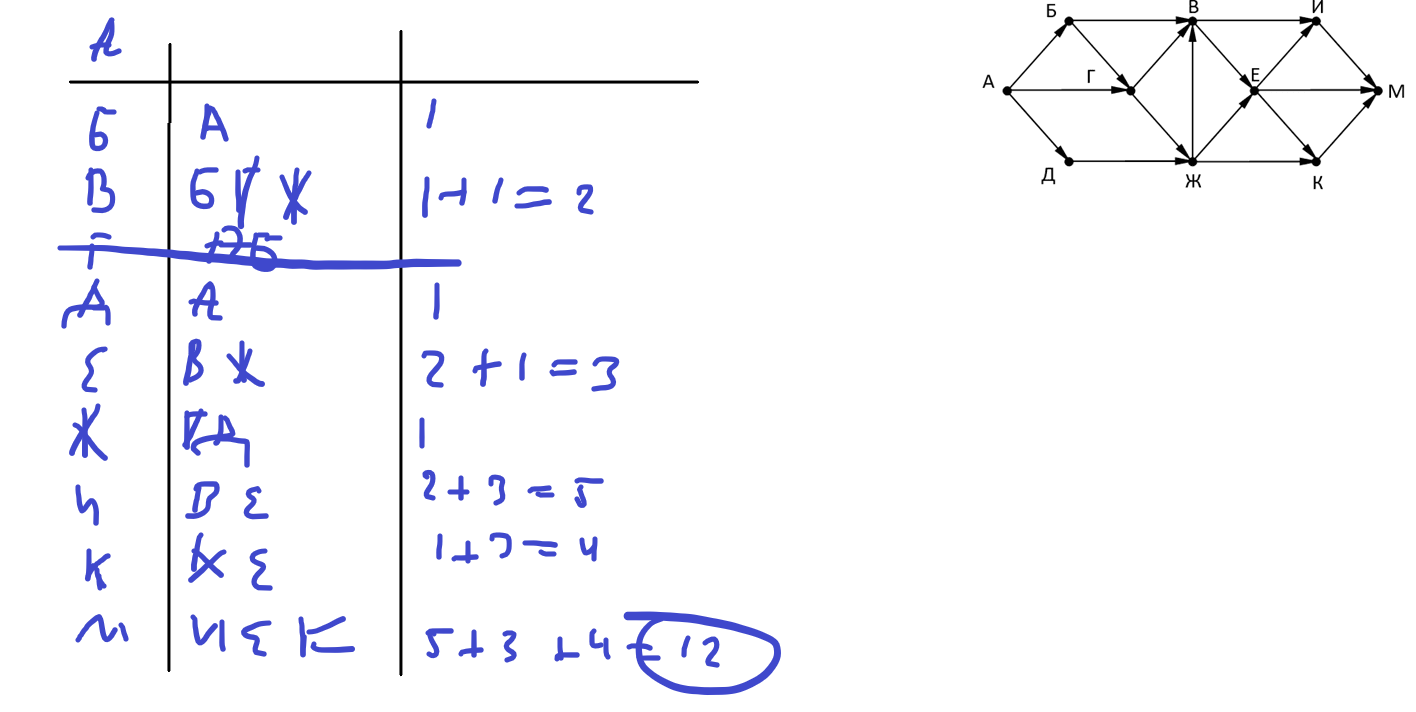 А
Б А 1
В Б Г Ж 1 + 1 = 2
Г А Б
Д А 1
Е В Ж 2 + 1 = 3
Ж Г Д 1
И В Е 2 + 3 = 5
К Ж Е 1 + 3 = 4
М И Е К 5 + 3 + 4 = 12
Б В И
А Г Е М
Д Ж К